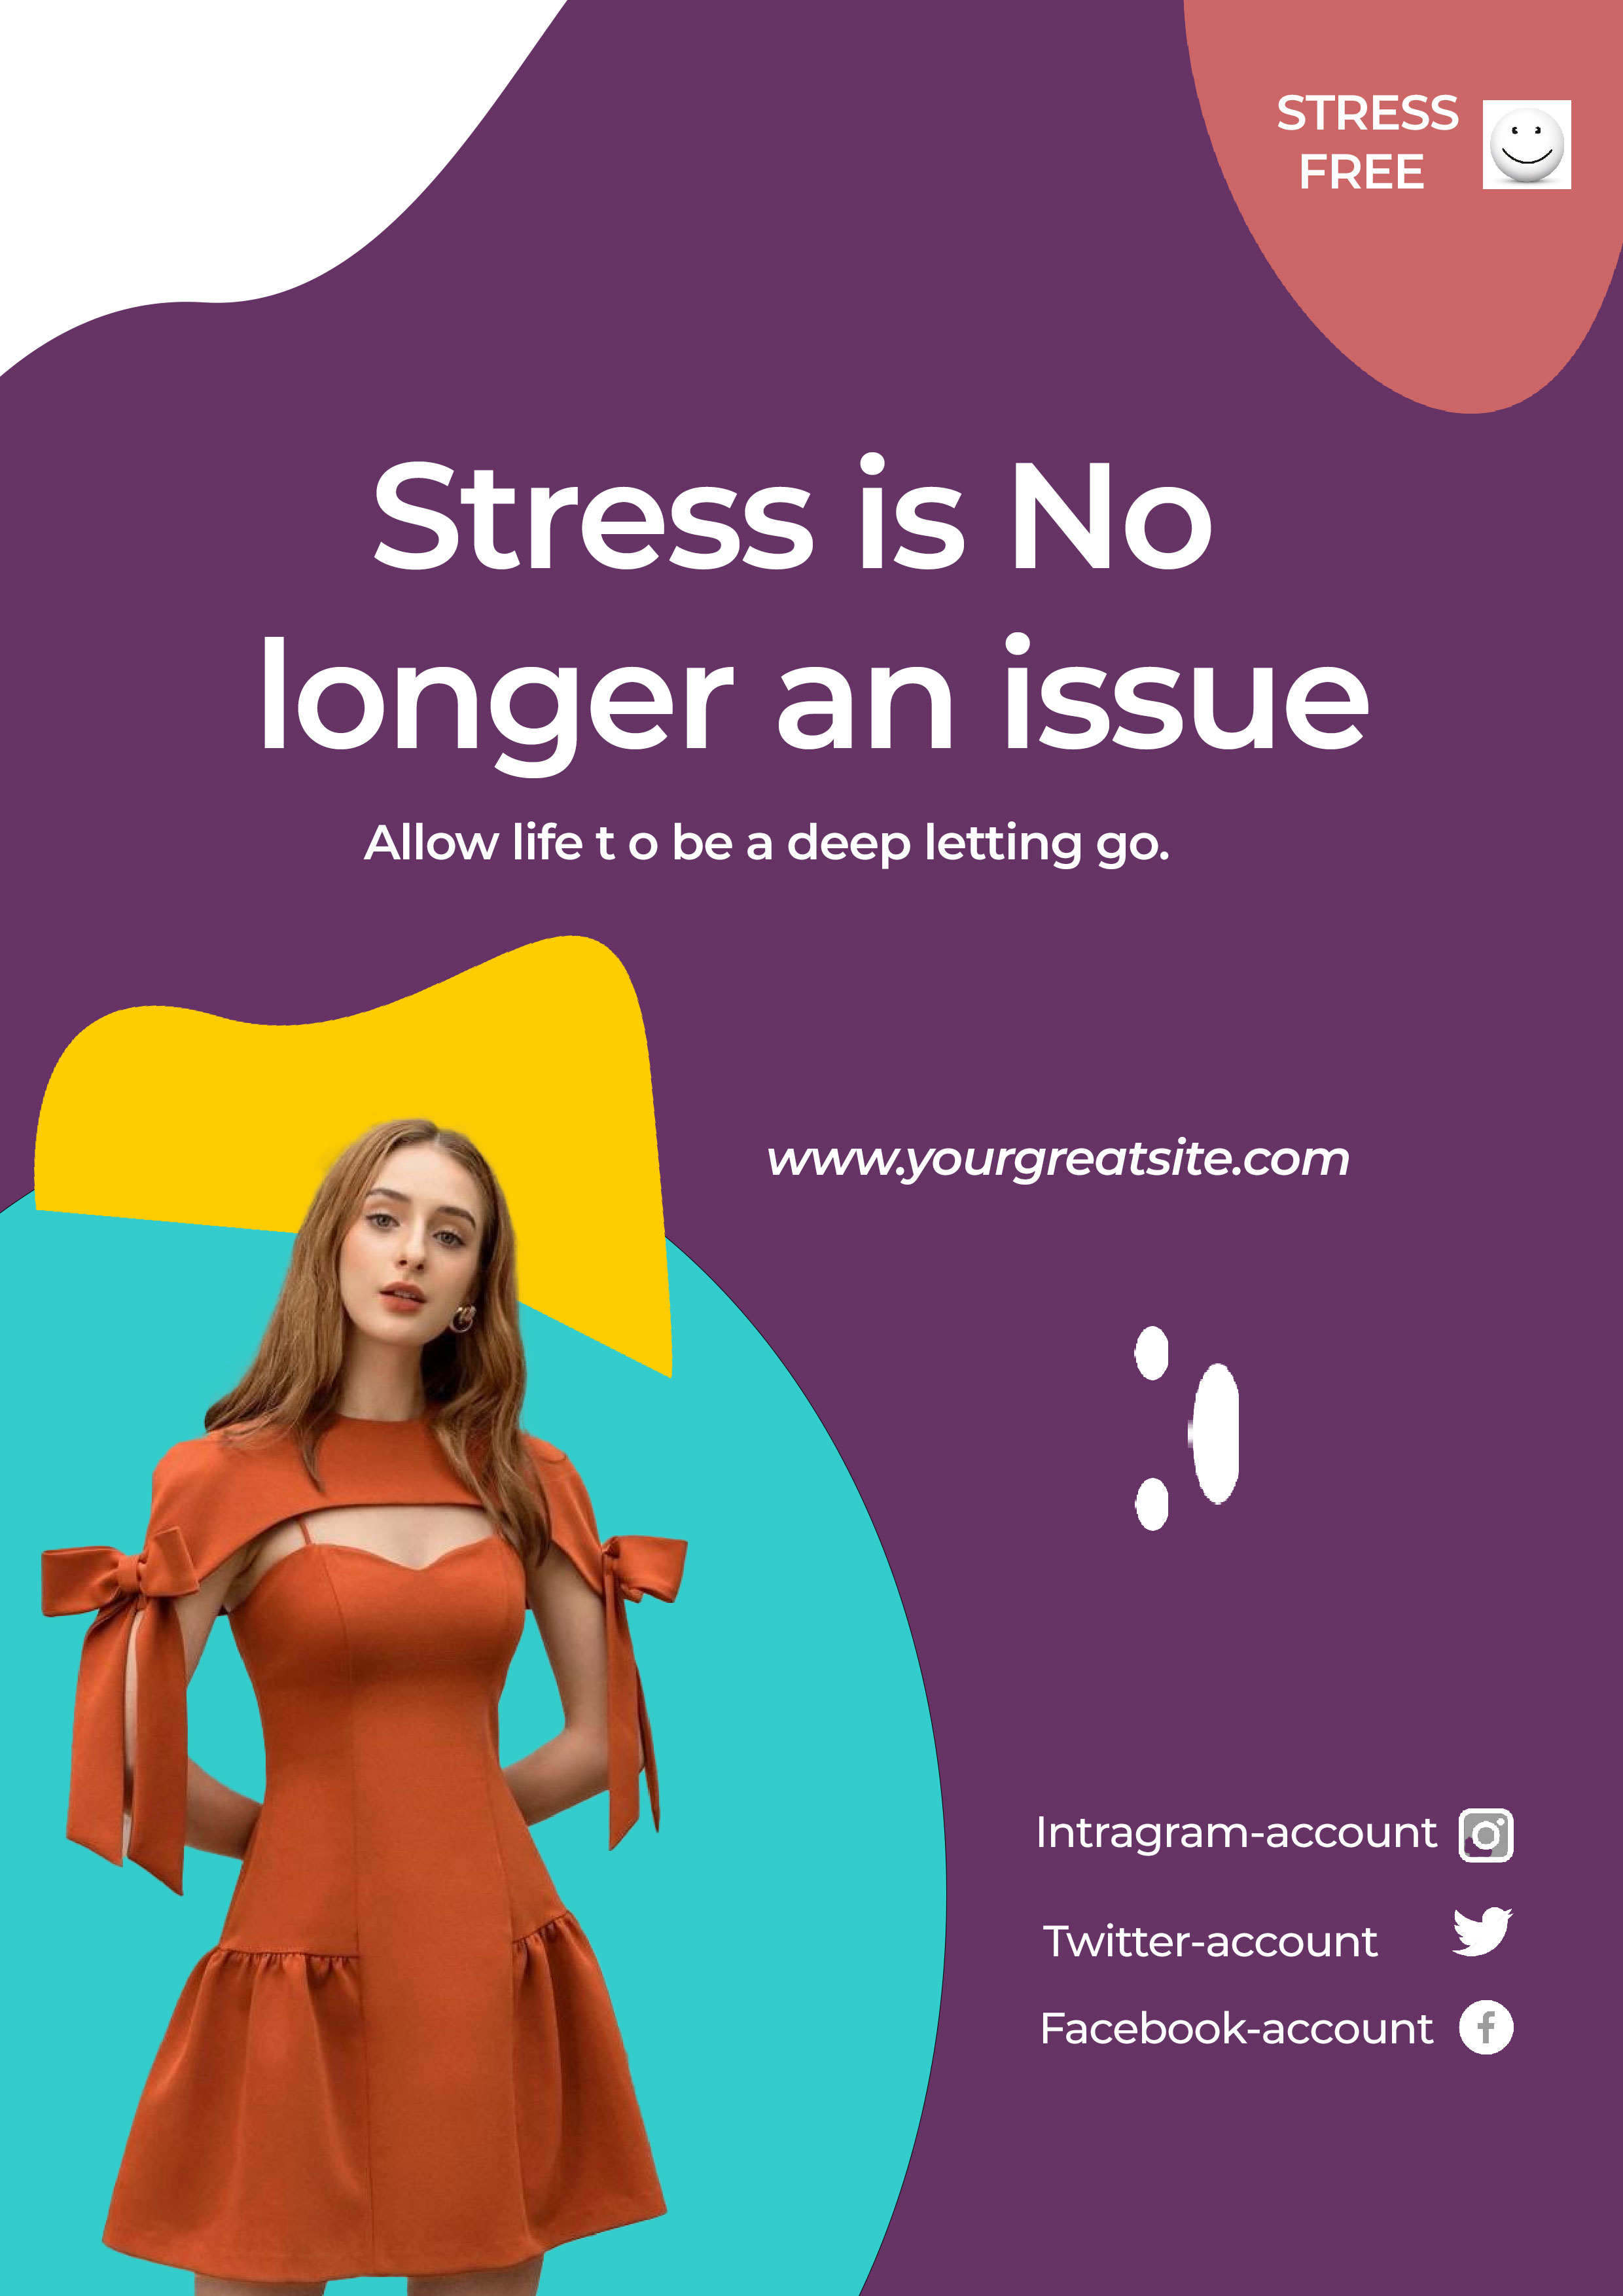 STRESS
FREE
Stress is No
longer an issue
Allow life t o be a deep letting go.
www.yourgreatsite.com
Intragram-account
Twitter-account
Facebook-account